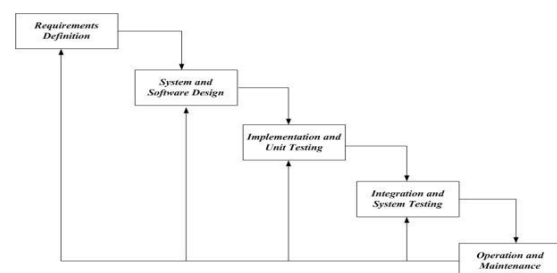 Requirements
Definition
System and
Software Design
Implementation and
Unit Testing
Integration and
System Testing
Operation and
Maintenance